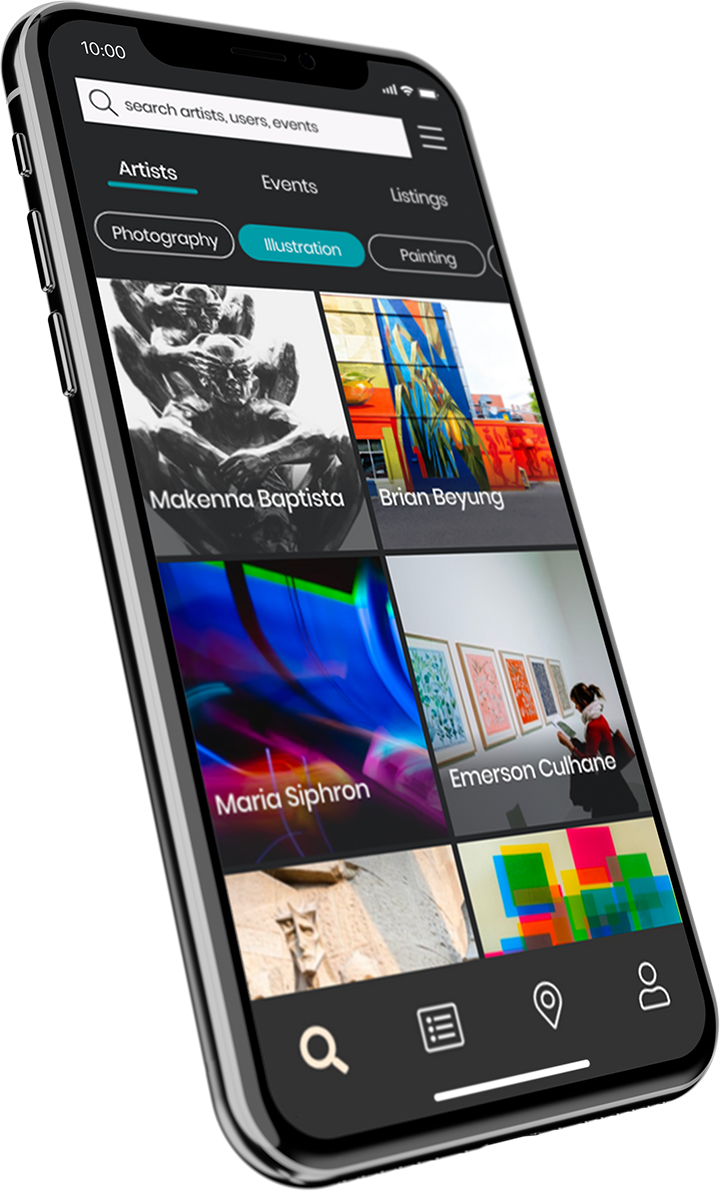 10:00
search artists, users, events
Artists Events Listings
Photography Illustration Painting
Makenna Baptista Brian Beyung
Maria Siphron Emerson Culhane